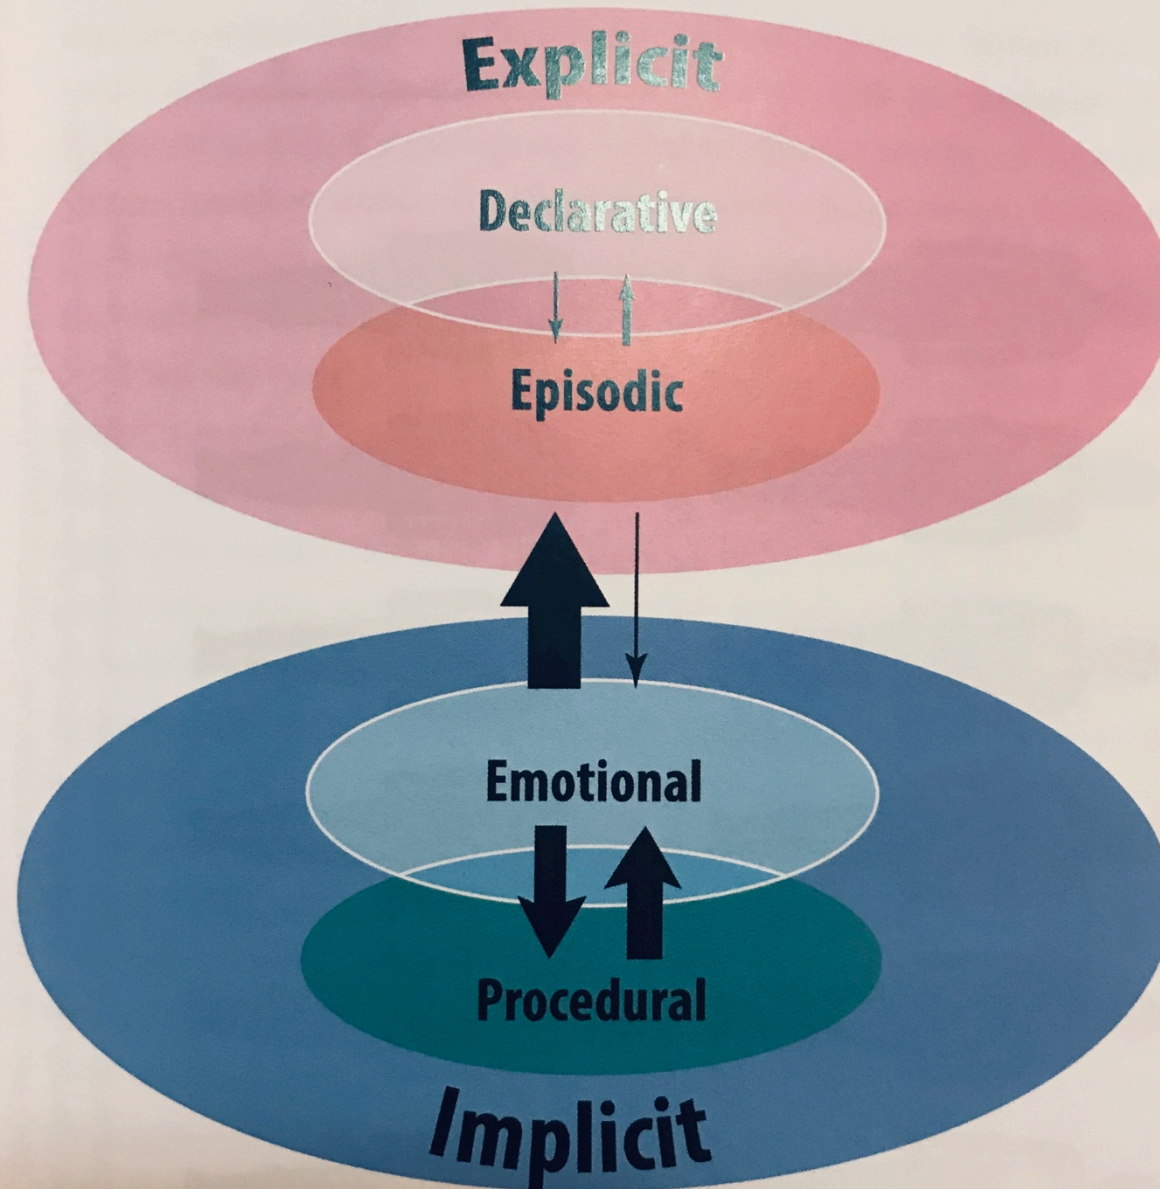 Explicit
Declarative
Episodic
Emotional
Procedural
Implicit